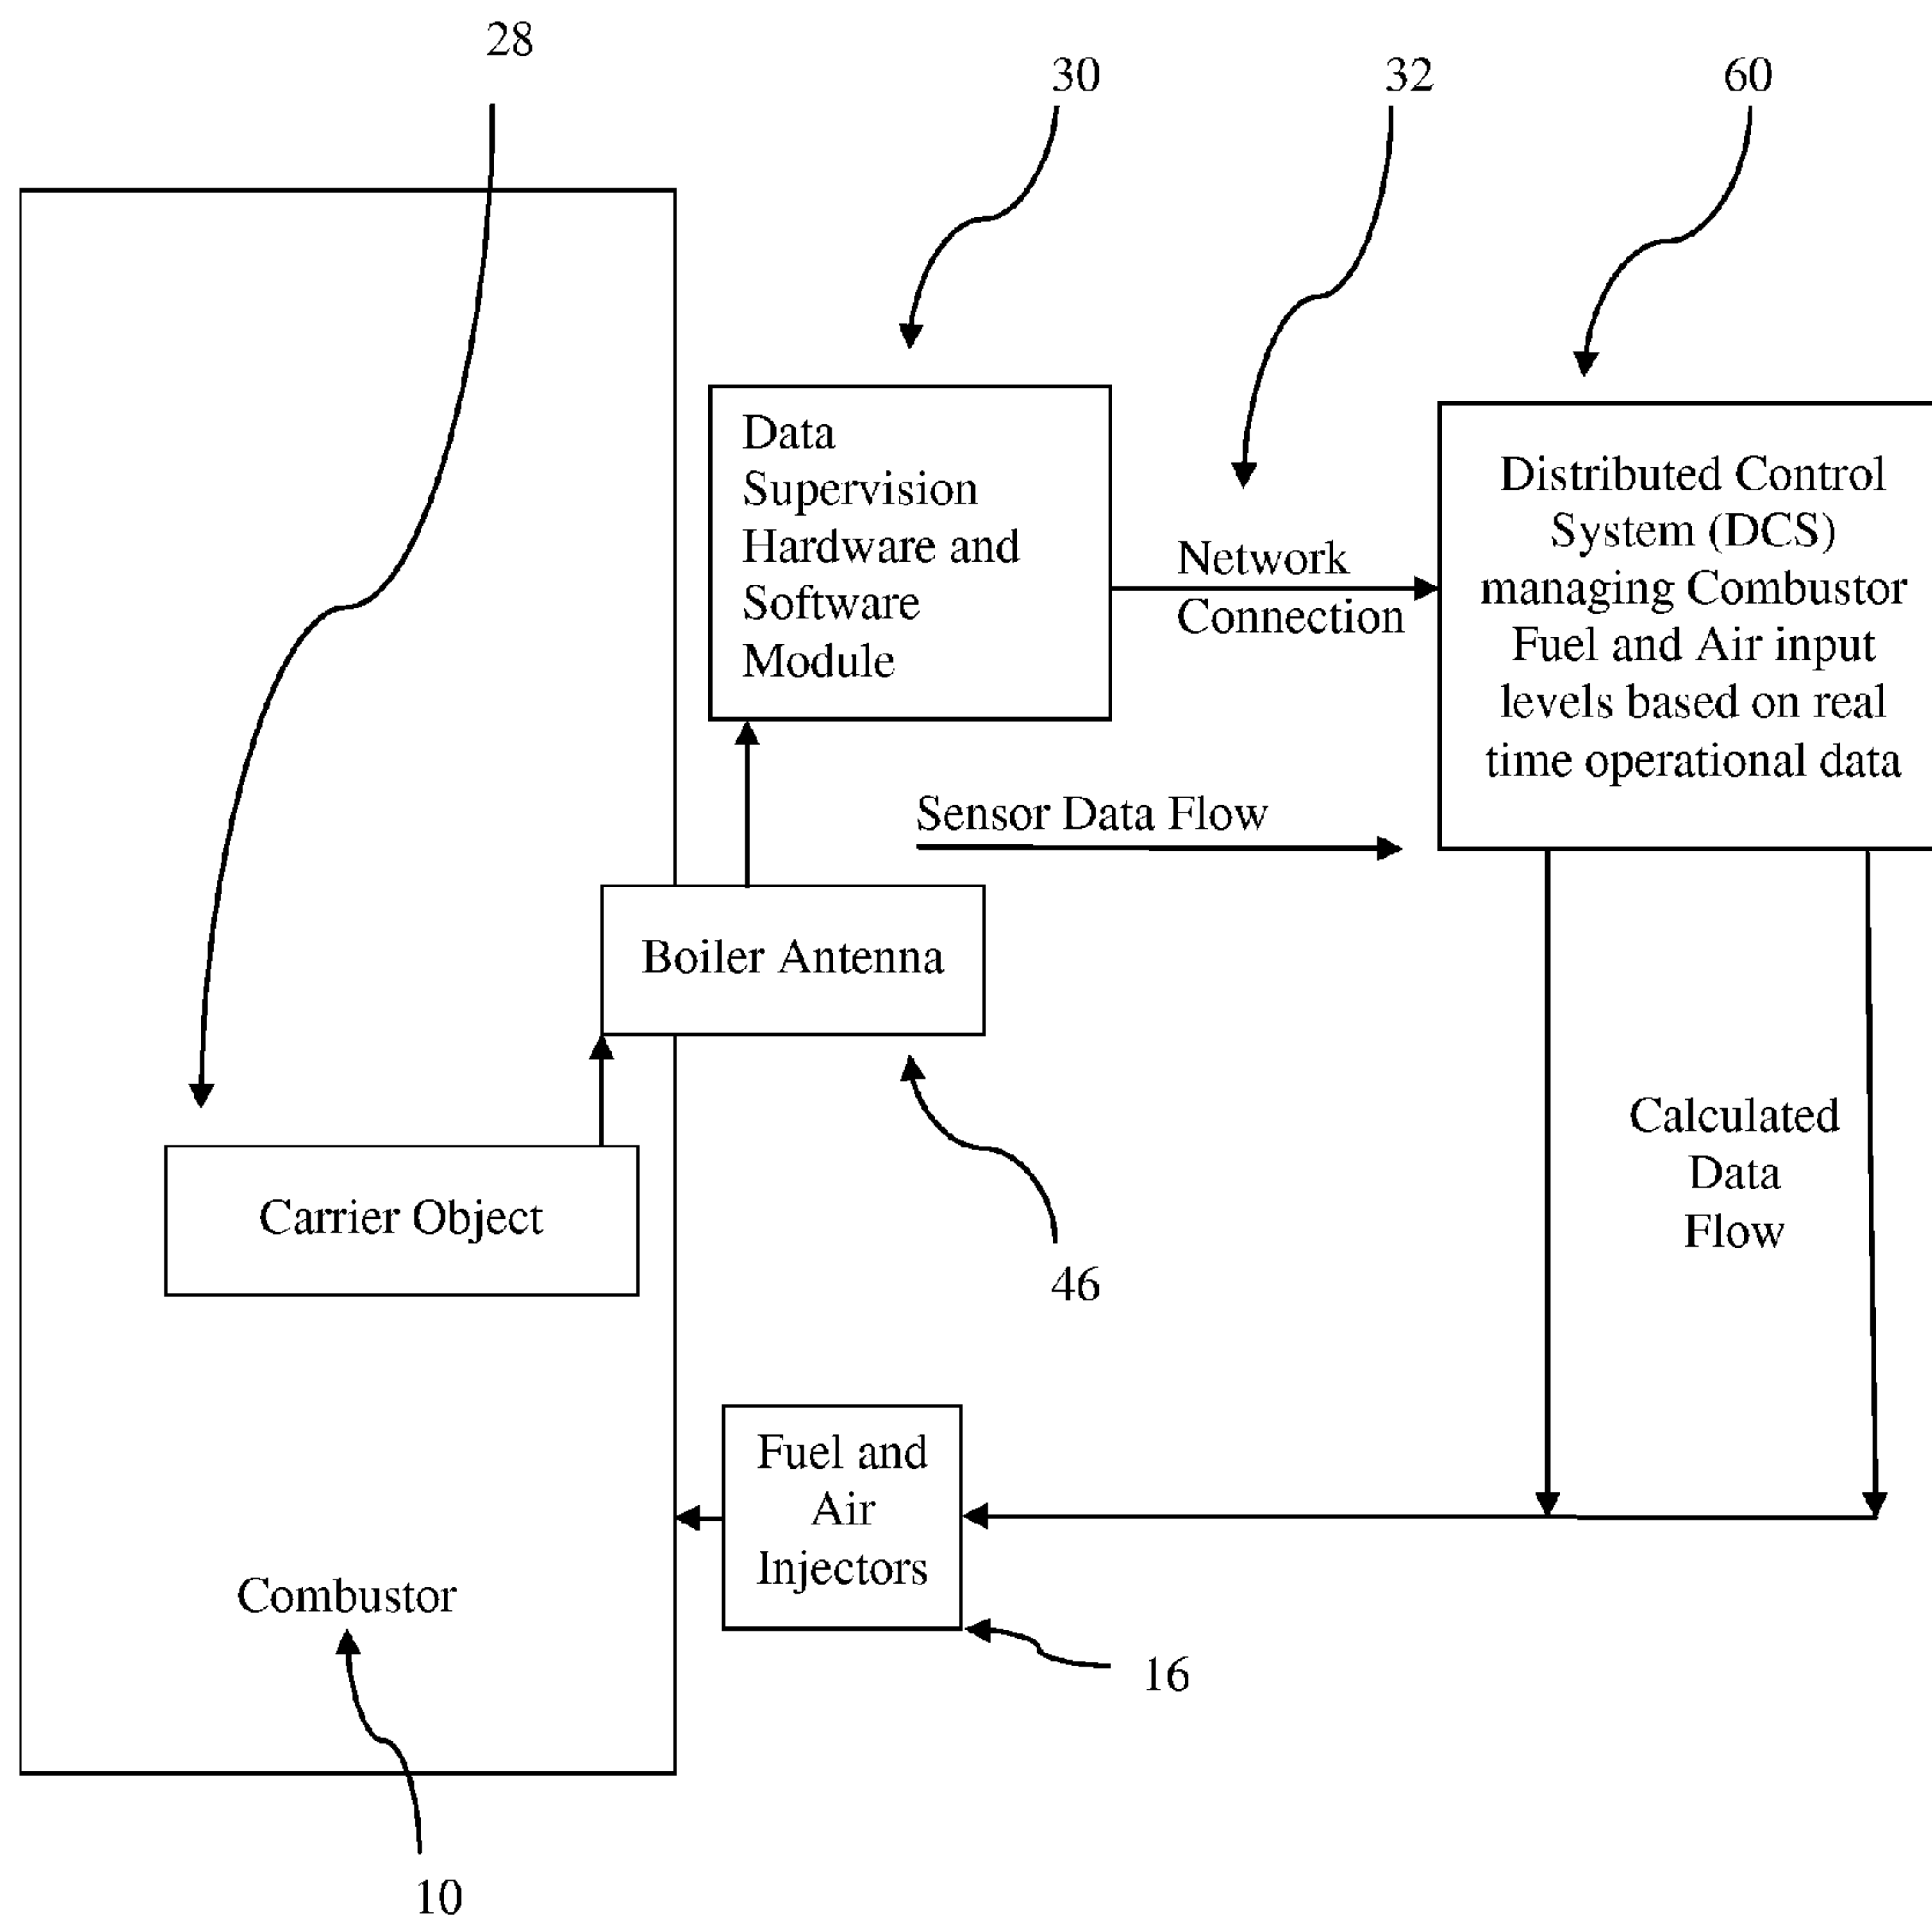 28
30
32
60
Data
Supervision
Hardware and
Software
Module
Network
Connection
Distributed Control
System (DCS)
managing Combustor
Fuel and Air input
levels based on real
time operational data
Sensor Data Flow
Boiler Antenna
Calculated
Data
Flow
Carrier Object
46
Fuel and
Air
Injectors
Combustor
16
10